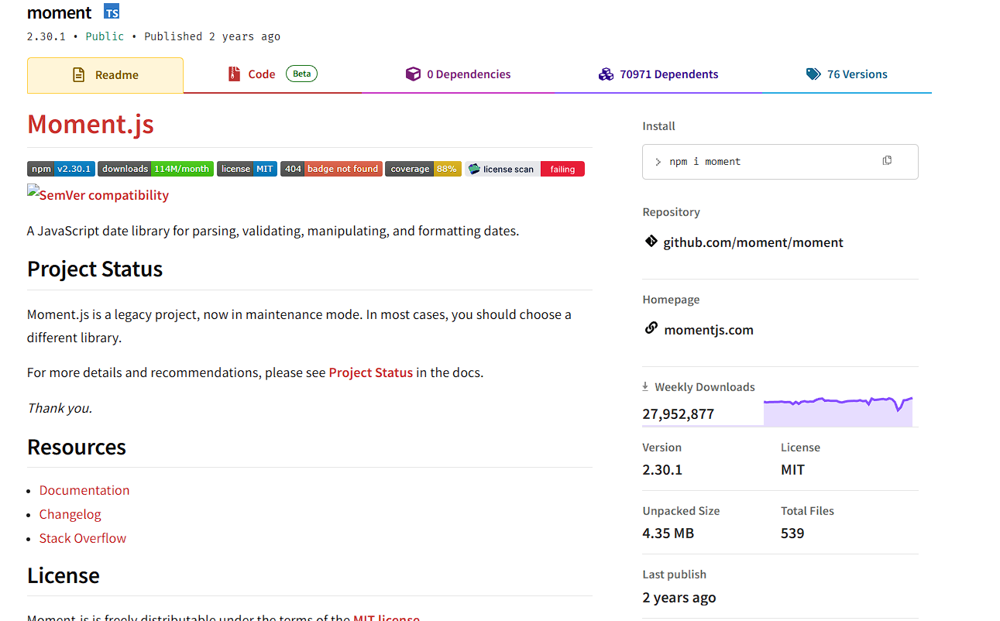 moment TS
2.30.1 • Public • Published 2 years ago
Readme
Code Beta
0 Dependencies
70971 Dependents
76 Versions
Moment.js
npm v2.30.1 downloads 114M/month license MIT 404 badge not found coverage 88% license scan failing
SemVer compatibility
A JavaScript date library for parsing, validating, manipulating, and formatting dates.
Project Status
Moment.js is a legacy project, now in maintenance mode. In most cases, you should choose a
different library.
For more details and recommendations, please see Project Status in the docs.
Thank you.
Resources
• Documentation
• Changelog
• Stack Overflow
License
Moment.js is freely distributable under the terms of the MIT license.
Install
> npm i moment
Repository
github.com/moment/moment
Homepage
momentjs.com
Weekly Downloads
27,952,877
Version
License
2.30.1
MIT
Unpacked Size
Total Files
4.35 MB
539
Last publish
2 years ago